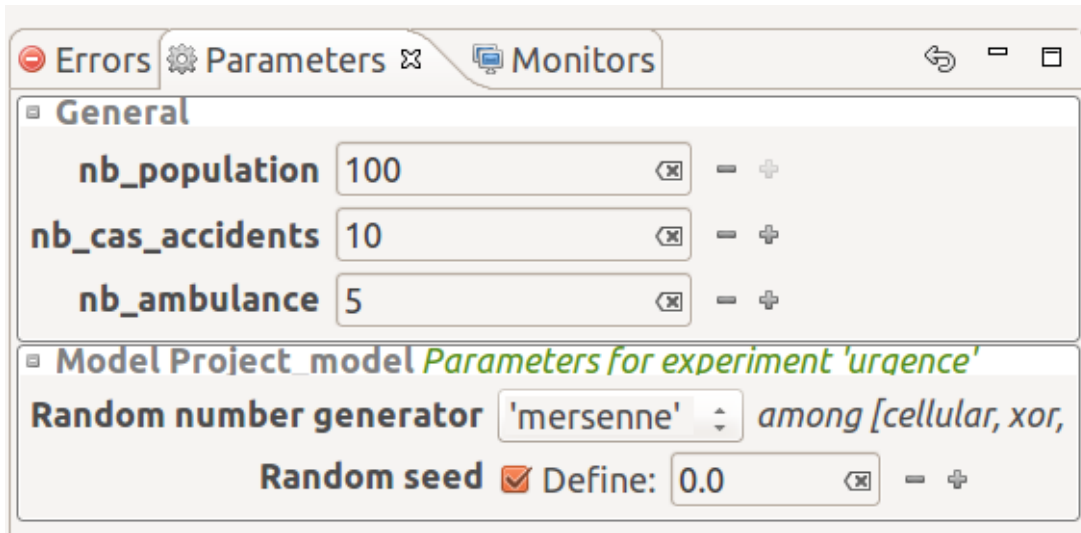 Errors Parameters Monitors
General
nb_population 100
nb_cas_accidents 10
nb_ambulance 5
Model Project_model Parameters for experiment 'urgence'
Random number generator 'mersenne' among [cellular, xor,
Random seed Define: 0.0